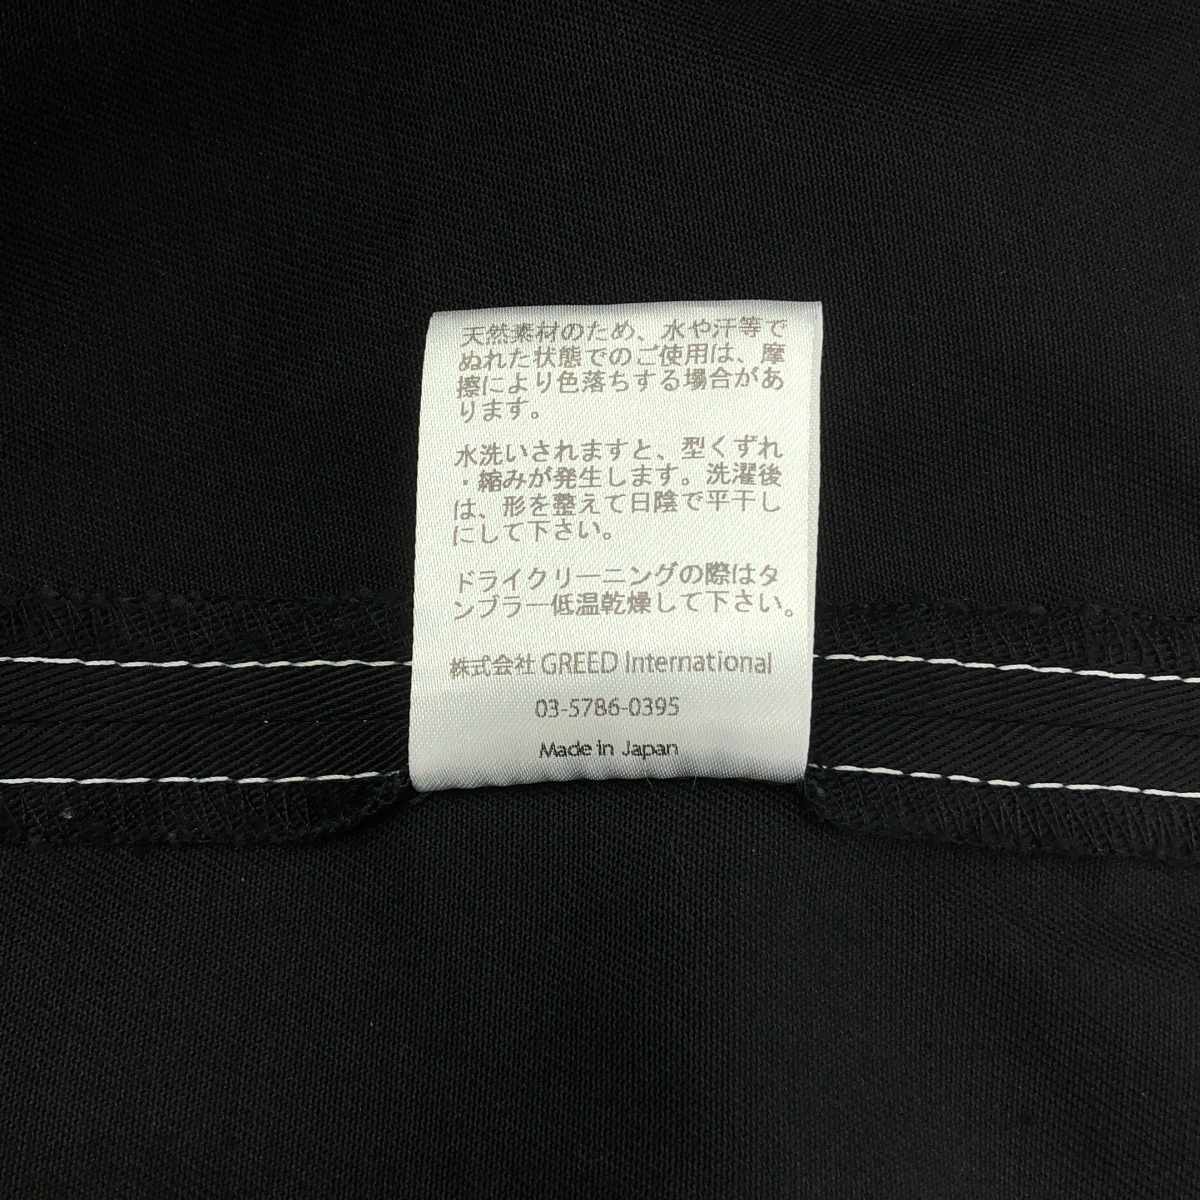 天然素材のため、水や汗等で
ぬれた状態でのご使用は、摩
擦により色落ちする場合があ
ります。
水洗いされますと、型くずれ
・縮みが発生します。洗濯後
は、形を整えて日陰で平干し
にして下さい。
ドライクリーニングの際はタ
ンブラー低温乾燥して下さい。
株式会社 GREED International
03-5786-0395
Made in Japan